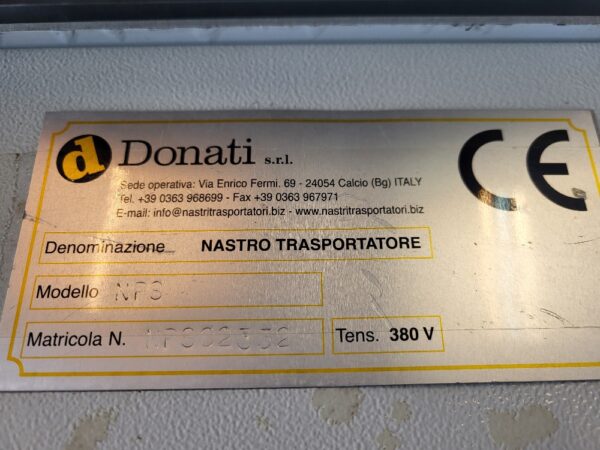 d Donati s.r.l.
Sede operativa: Via Enrico Fermi. 69 - 24054 Calcio (Bg) ITALY
Tel. +39 0363 968699 - Fax +39 0363 967971
E-mail: info@nastritrasportatori.biz - www.nastritrasportatori.biz
CE
Denominazione NASTRO TRASPORTATORE
Modello NPS
Matricola N. Tens. 380 V